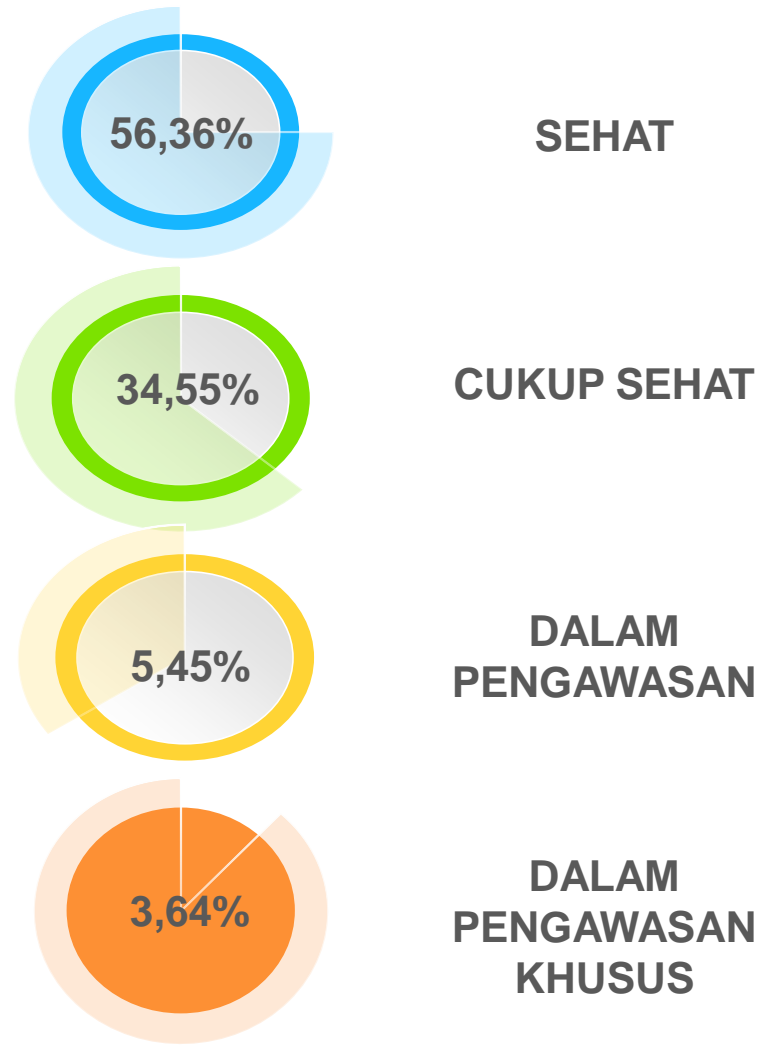 56,36%
SEHAT
34,55%
CUKUP SEHAT
5,45%
DALAM
PENGAWASAN
3,64%
DALAM
PENGAWASAN
KHUSUS